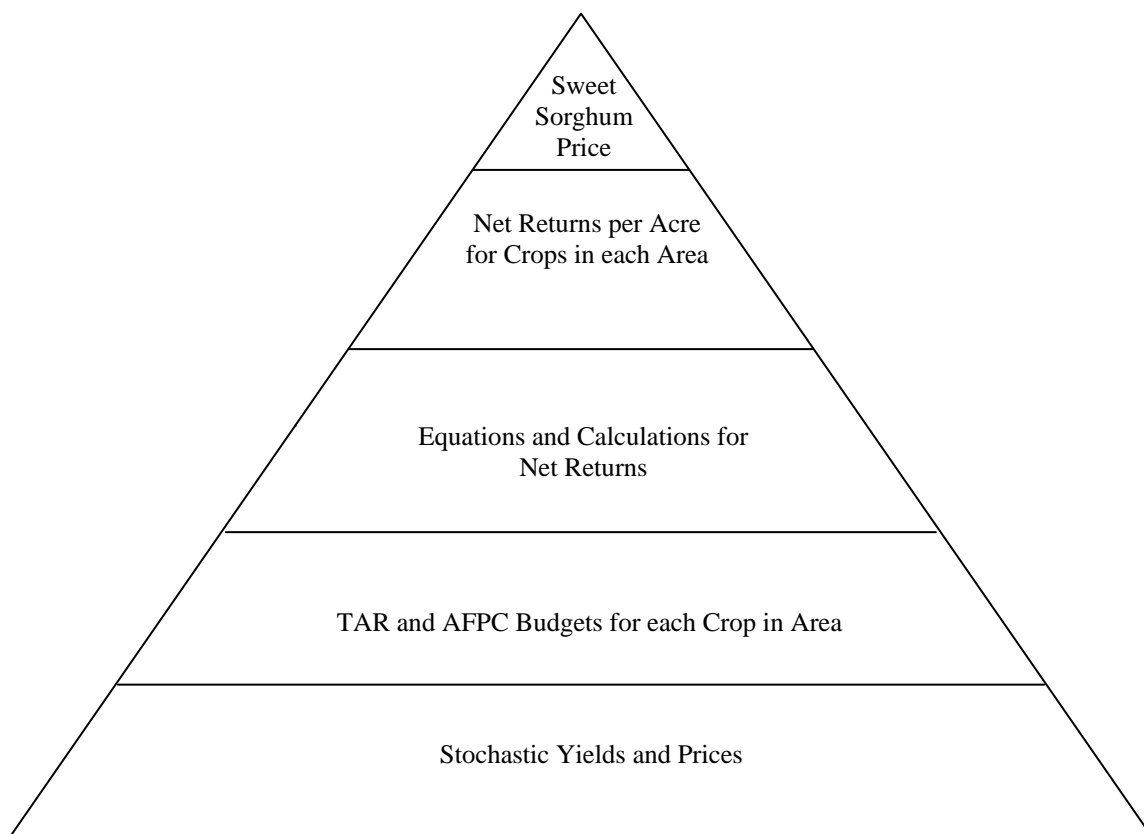 Sweet
Sorghum
Price
Net Returns per Acre
for Crops in each Area
Equations and Calculations for
Net Returns
TAR and AFPC Budgets for each Crop in Area
Stochastic Yields and Prices